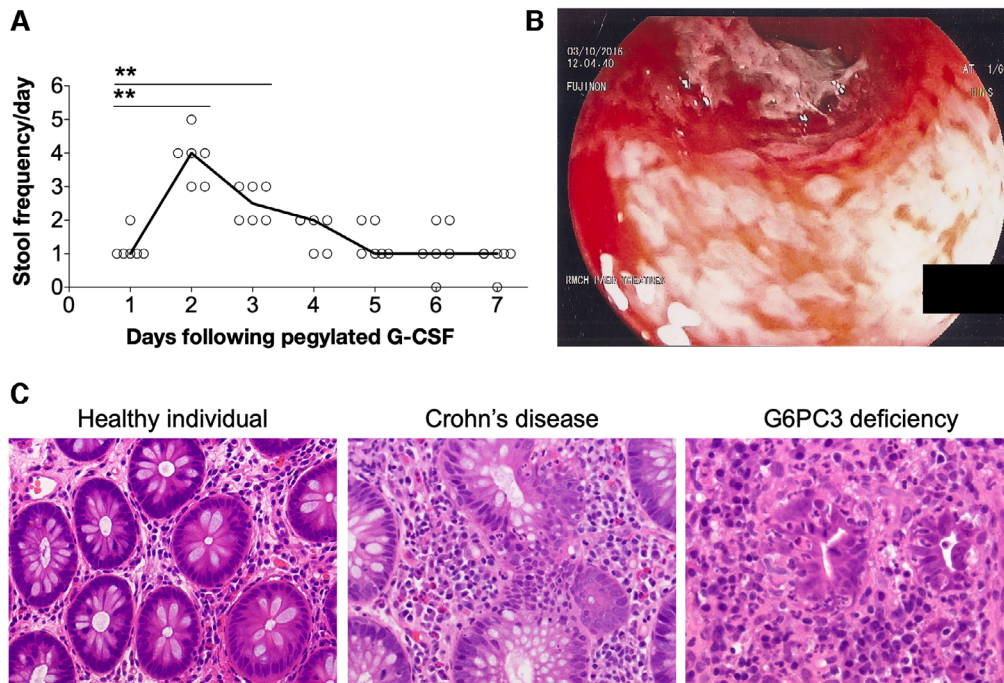 A
**
**
6
5
4
3
2
1
0
Stool frequency/day
0 1 2 3 4 5 6 7
Days following pegylated G-CSF
B
03/10/2016
12.04.40
FUJINON
C
Healthy individual
Crohn's disease
G6PC3 deficiency